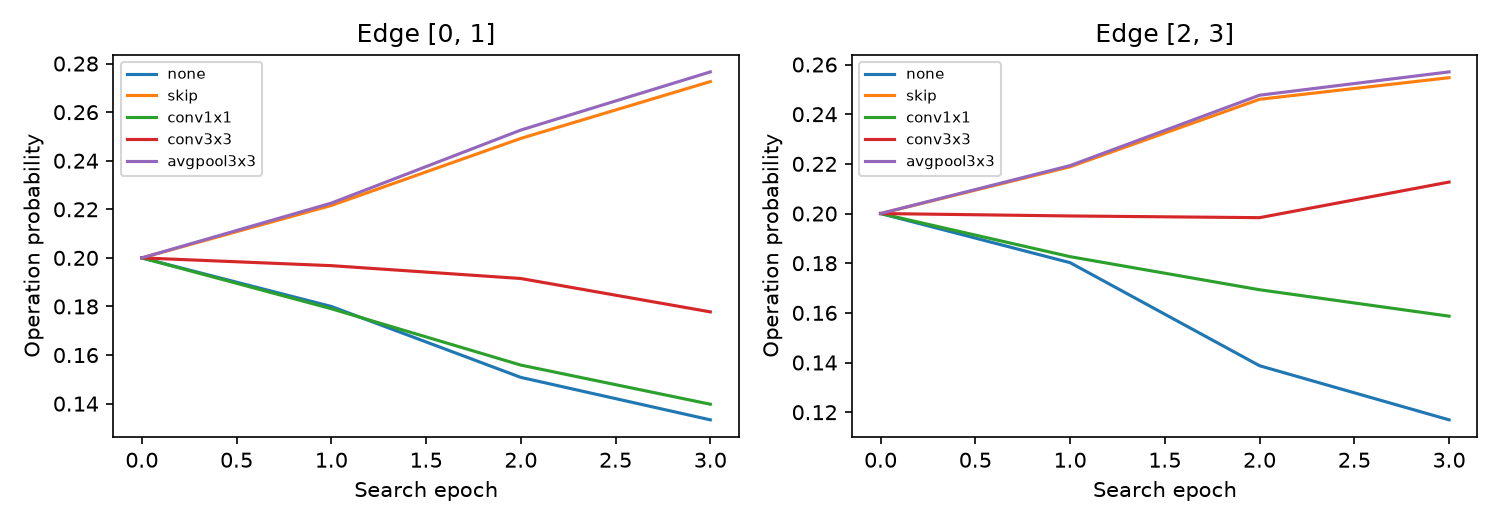 Edge [0, 1]
Operation probability
0.28
0.26
0.24
0.22
0.20
0.18
0.16
0.14
none
skip
conv1x1
conv3x3
avgpool3x3
0.0 0.5 1.0 1.5 2.0 2.5 3.0
Search epoch
Edge [2, 3]
Operation probability
0.26
0.24
0.22
0.20
0.18
0.16
0.14
0.12
none
skip
conv1x1
conv3x3
avgpool3x3
0.0 0.5 1.0 1.5 2.0 2.5 3.0
Search epoch